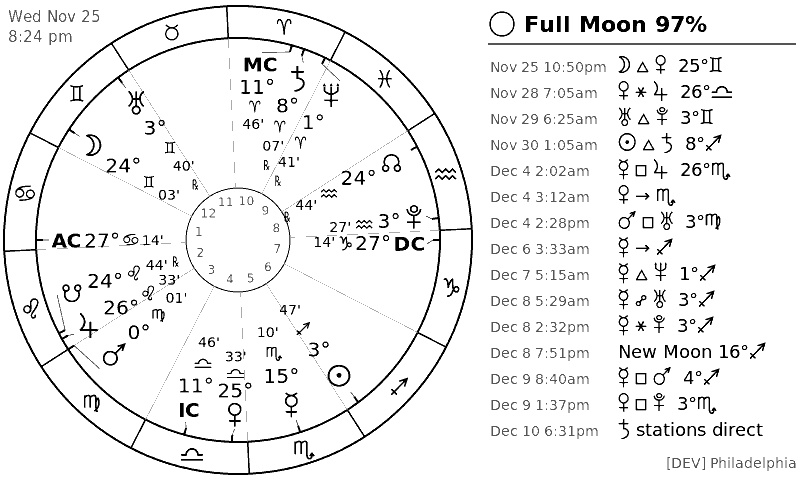 Wed Nov 25
8:24 pm
MC
11°
♈
46'
♄
8°
♈
07'
℞
♆
1°
♈
41'
℞
♅
3°
♊
40'
℞
☽
24°
♊
03'
☊
24°
♒
44'
℞
♇
3°
♒
27'
AC 27° ♋ 14'
14' ♑ 27° DC
☋ 24° ♌ 44' ℞
♃ 26° ♌ 33'
♂ 0° ♍ 01'
IC
11°
♎
46'
♀
25°
♎
33'
☿
15°
♏
10'
☉
3°
♐
47'
♈
♉
♊
♋
♌
♍
♎
♏
♐
♑
♒
♓
1
2
3
4
5
6
7
8
9
10
11
12
Full Moon 97%
Nov 25 10:50pm ☽ △ ♀ 25°♊
Nov 28 7:05am ♀ ⚹ ♃ 26°♎
Nov 29 6:25am ♅ △ ♇ 3°♊
Nov 30 1:05am ☉ △ ♄ 8°♐
Dec 4 2:02am ☿ □ ♃ 26°♏
Dec 4 3:12am ♀ → ♏
Dec 4 2:28pm ♂ □ ♅ 3°♍
Dec 6 3:33am ☿ → ♐
Dec 7 5:15am ☿ △ ♆ 1°♐
Dec 8 5:29am ☿ ☍ ♅ 3°♐
Dec 8 2:32pm ☿ ⚹ ♇ 3°♐
Dec 8 7:51pm New Moon 16°♐
Dec 9 8:40am ☿ □ ♂ 4°♐
Dec 9 1:37pm ♀ □ ♇ 3°♏
Dec 10 6:31pm ♄ stations direct
[DEV] Philadelphia